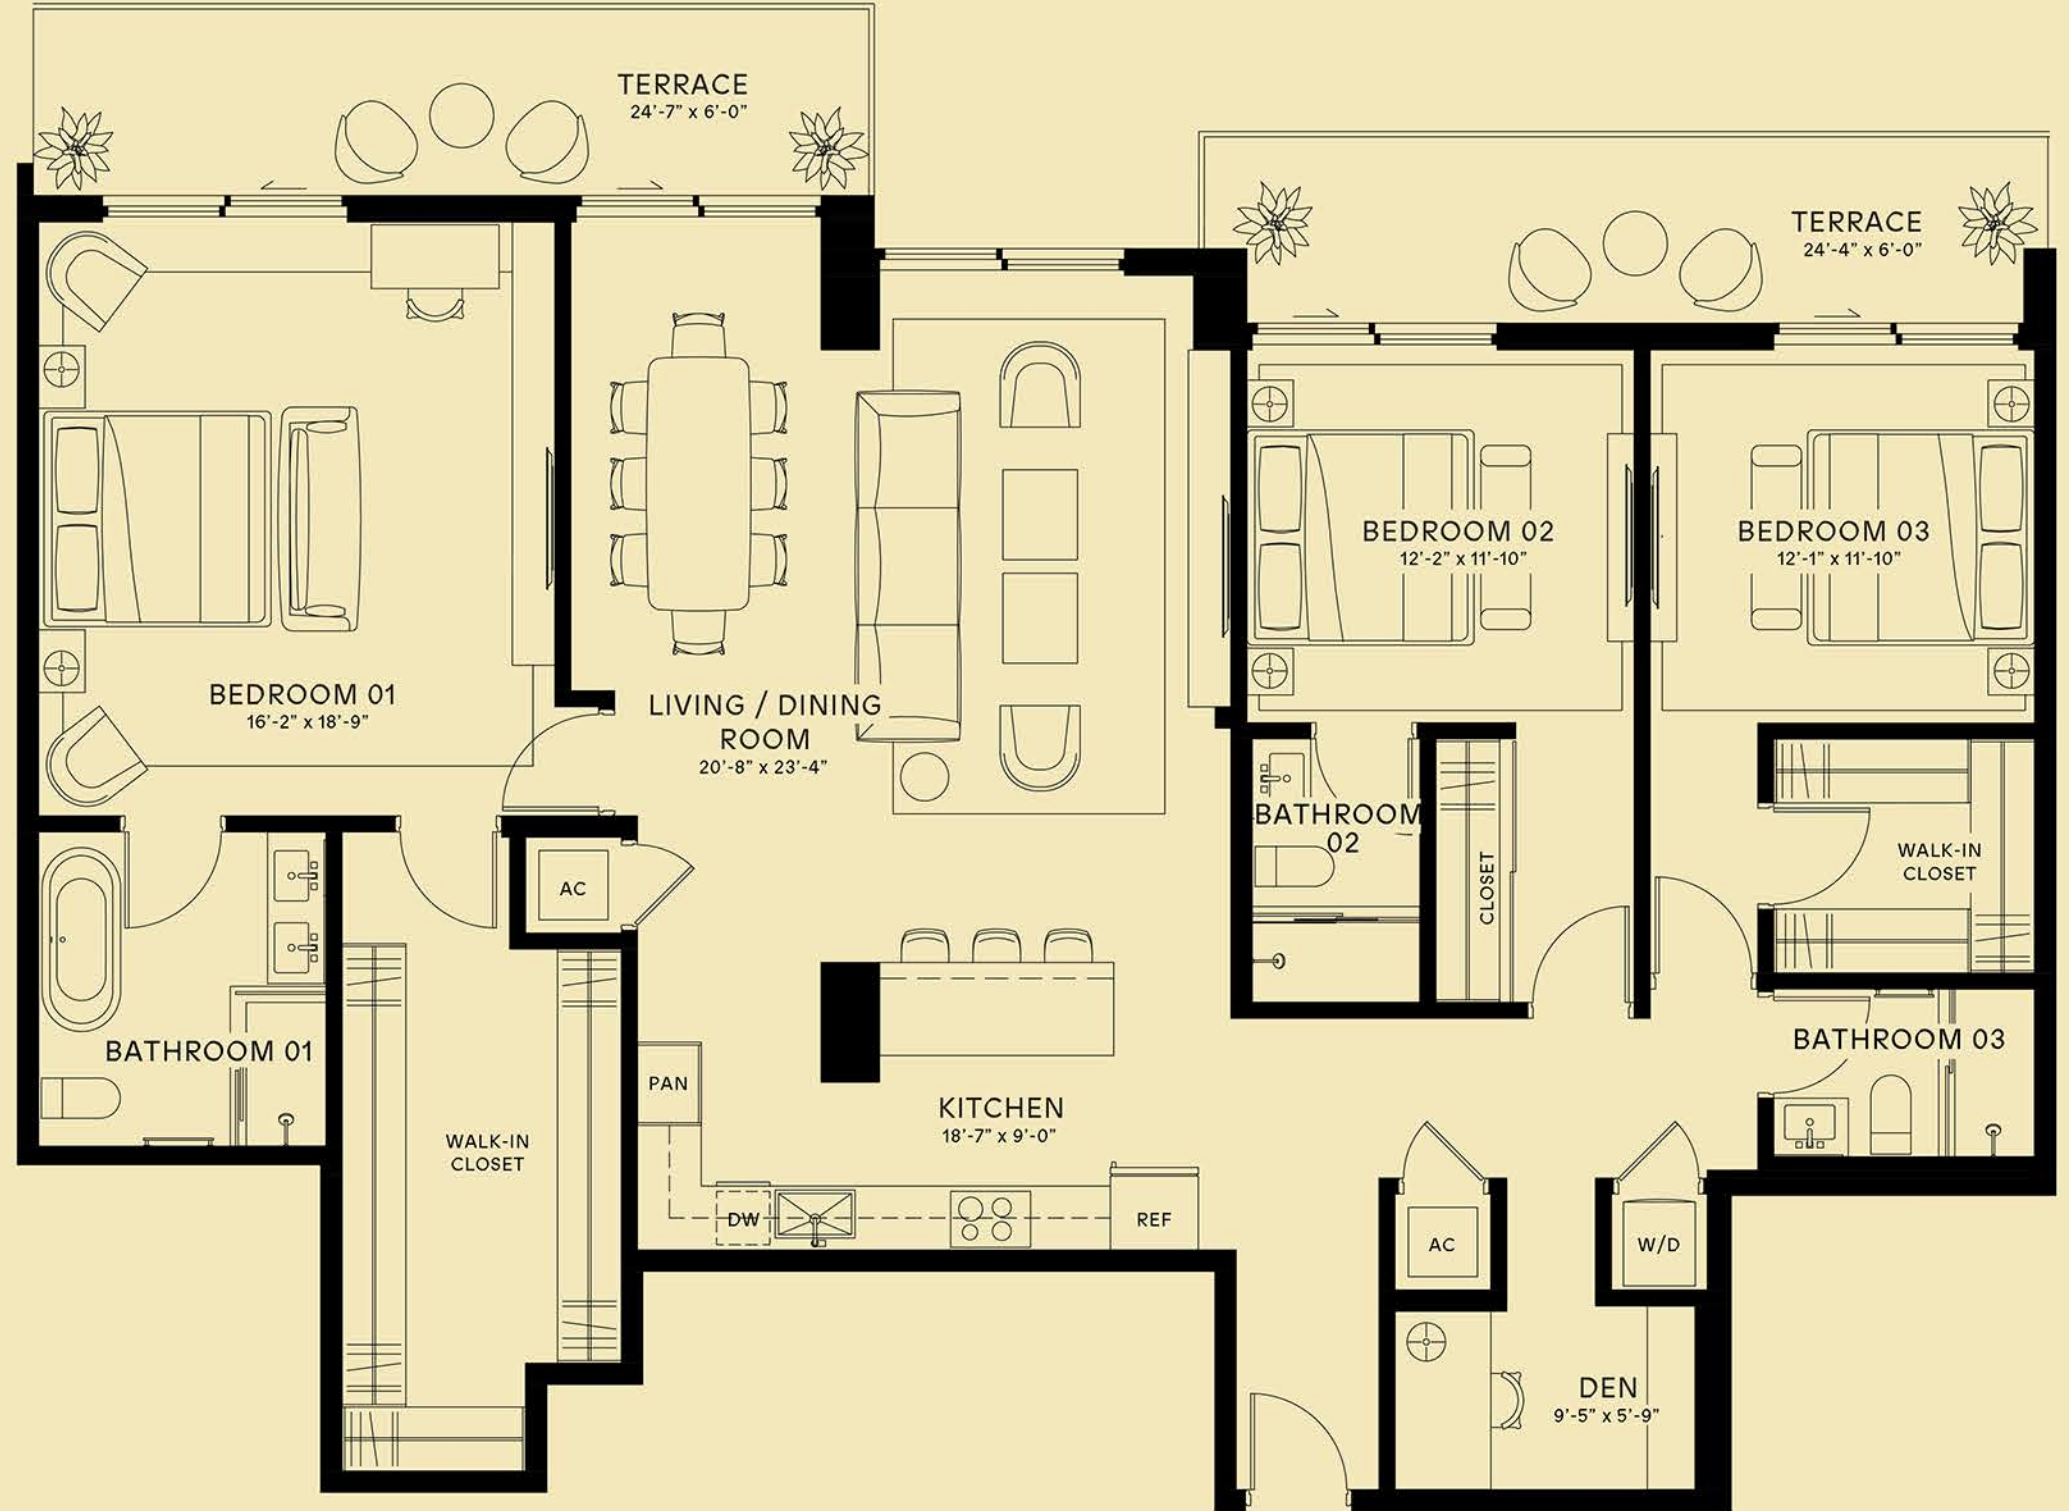 TERRACE
24'-7" x 6'-0"
TERRACE
24'-4" x 6'-0"
BEDROOM 01
16'-2" x 18'-9"
LIVING / DINING
ROOM
20'-8" x 23'-4"
BEDROOM 02
12'-2" x 11'-10"
BEDROOM 03
12'-1" x 11'-10"
BATHROOM
02
CLOSET
WALK-IN
CLOSET
AC
BATHROOM 01
BATHROOM 03
PAN
KITCHEN
18'-7" x 9'-0"
WALK-IN
CLOSET
DW
REF
AC
W/D
DEN
9'-5" x 5'-9"